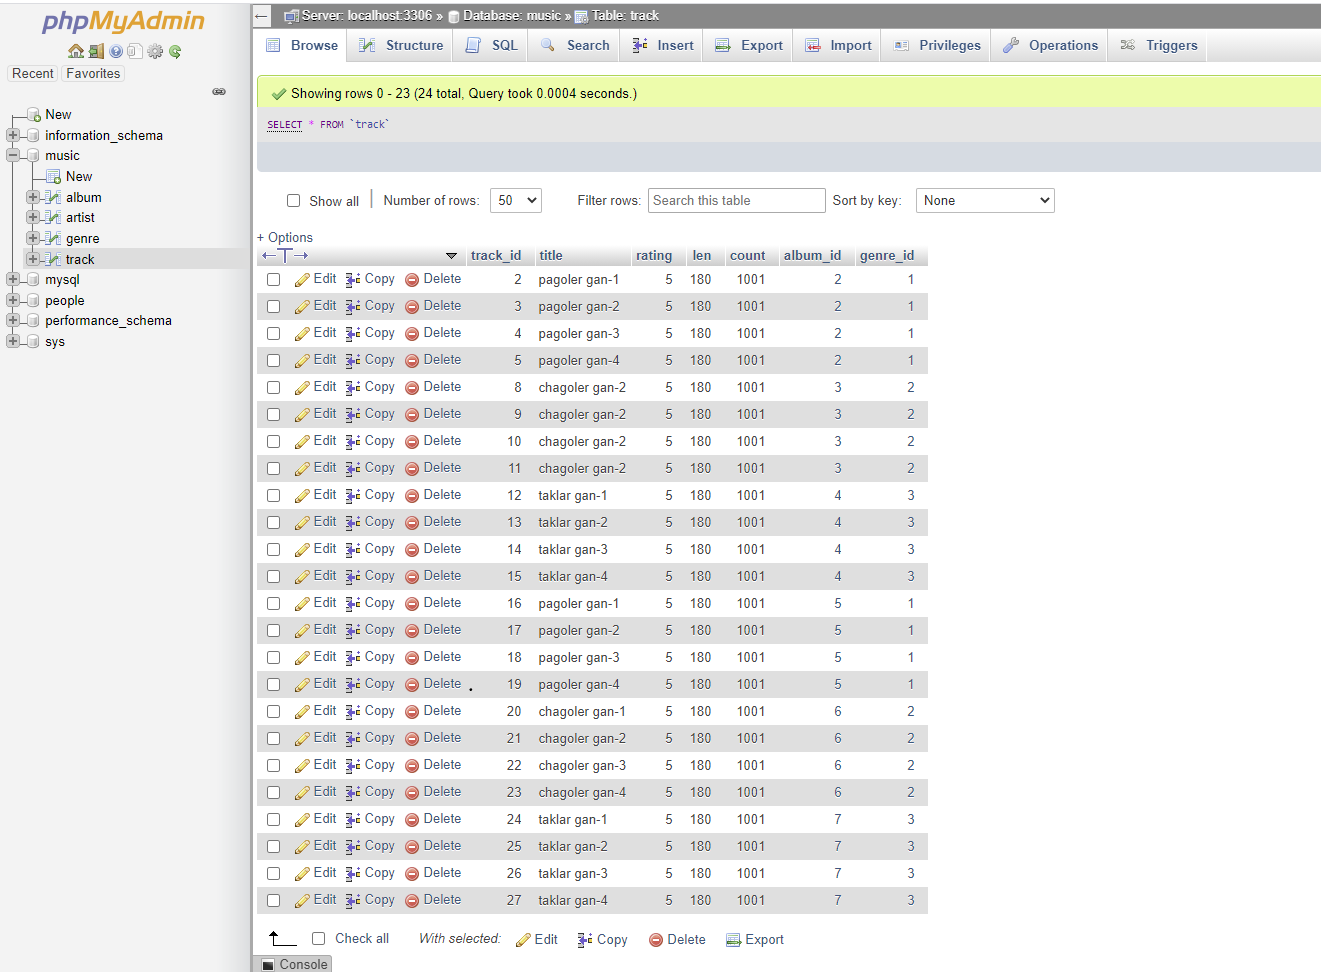 phpMyAdmin
Recent Favorites
New
information_schema
music
New
album
artist
genre
track
mysql
people
performance_schema
sys
Server: localhost:3306 » Database: music » Table: track
Browse Structure SQL Search Insert Export Import Privileges Operations Triggers
Showing rows 0 - 23 (24 total, Query took 0.0004 seconds.)
SELECT * FROM `track`
Show all Number of rows: 50 Filter rows: Search this table Sort by key: None
+ Options
←T→ track_id title rating len count album_id genre_id
Edit Copy Delete 2 pagoler gan-1 5 180 1001 2 1
Edit Copy Delete 3 pagoler gan-2 5 180 1001 2 1
Edit Copy Delete 4 pagoler gan-3 5 180 1001 2 1
Edit Copy Delete 5 pagoler gan-4 5 180 1001 2 1
Edit Copy Delete 8 chagoler gan-2 5 180 1001 3 2
Edit Copy Delete 9 chagoler gan-2 5 180 1001 3 2
Edit Copy Delete 10 chagoler gan-2 5 180 1001 3 2
Edit Copy Delete 11 chagoler gan-2 5 180 1001 3 2
Edit Copy Delete 12 taklar gan-1 5 180 1001 4 3
Edit Copy Delete 13 taklar gan-2 5 180 1001 4 3
Edit Copy Delete 14 taklar gan-3 5 180 1001 4 3
Edit Copy Delete 15 taklar gan-4 5 180 1001 4 3
Edit Copy Delete 16 pagoler gan-1 5 180 1001 5 1
Edit Copy Delete 17 pagoler gan-2 5 180 1001 5 1
Edit Copy Delete 18 pagoler gan-3 5 180 1001 5 1
Edit Copy Delete 19 pagoler gan-4 5 180 1001 5 1
Edit Copy Delete 20 chagoler gan-1 5 180 1001 6 2
Edit Copy Delete 21 chagoler gan-2 5 180 1001 6 2
Edit Copy Delete 22 chagoler gan-3 5 180 1001 6 2
Edit Copy Delete 23 chagoler gan-4 5 180 1001 6 2
Edit Copy Delete 24 taklar gan-1 5 180 1001 7 3
Edit Copy Delete 25 taklar gan-2 5 180 1001 7 3
Edit Copy Delete 26 taklar gan-3 5 180 1001 7 3
Edit Copy Delete 27 taklar gan-4 5 180 1001 7 3
Check all With selected: Edit Copy Delete Export
Console